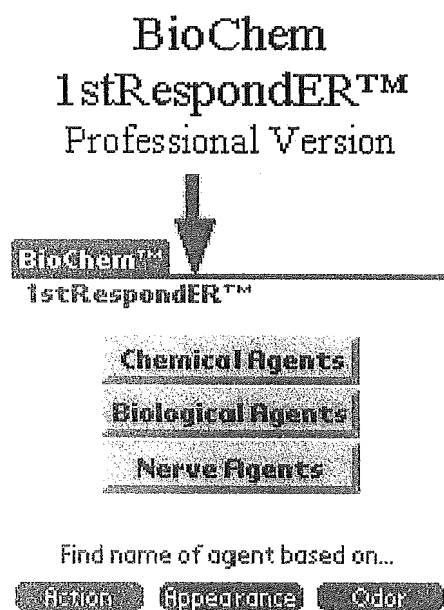 BioChem
1stRespondER™
Professional Version
BioChem™
1stRespondER™
Chemical Agents
Biological Agents
Nerve Agents
Find name of agent based on...
Action Appearance Odor